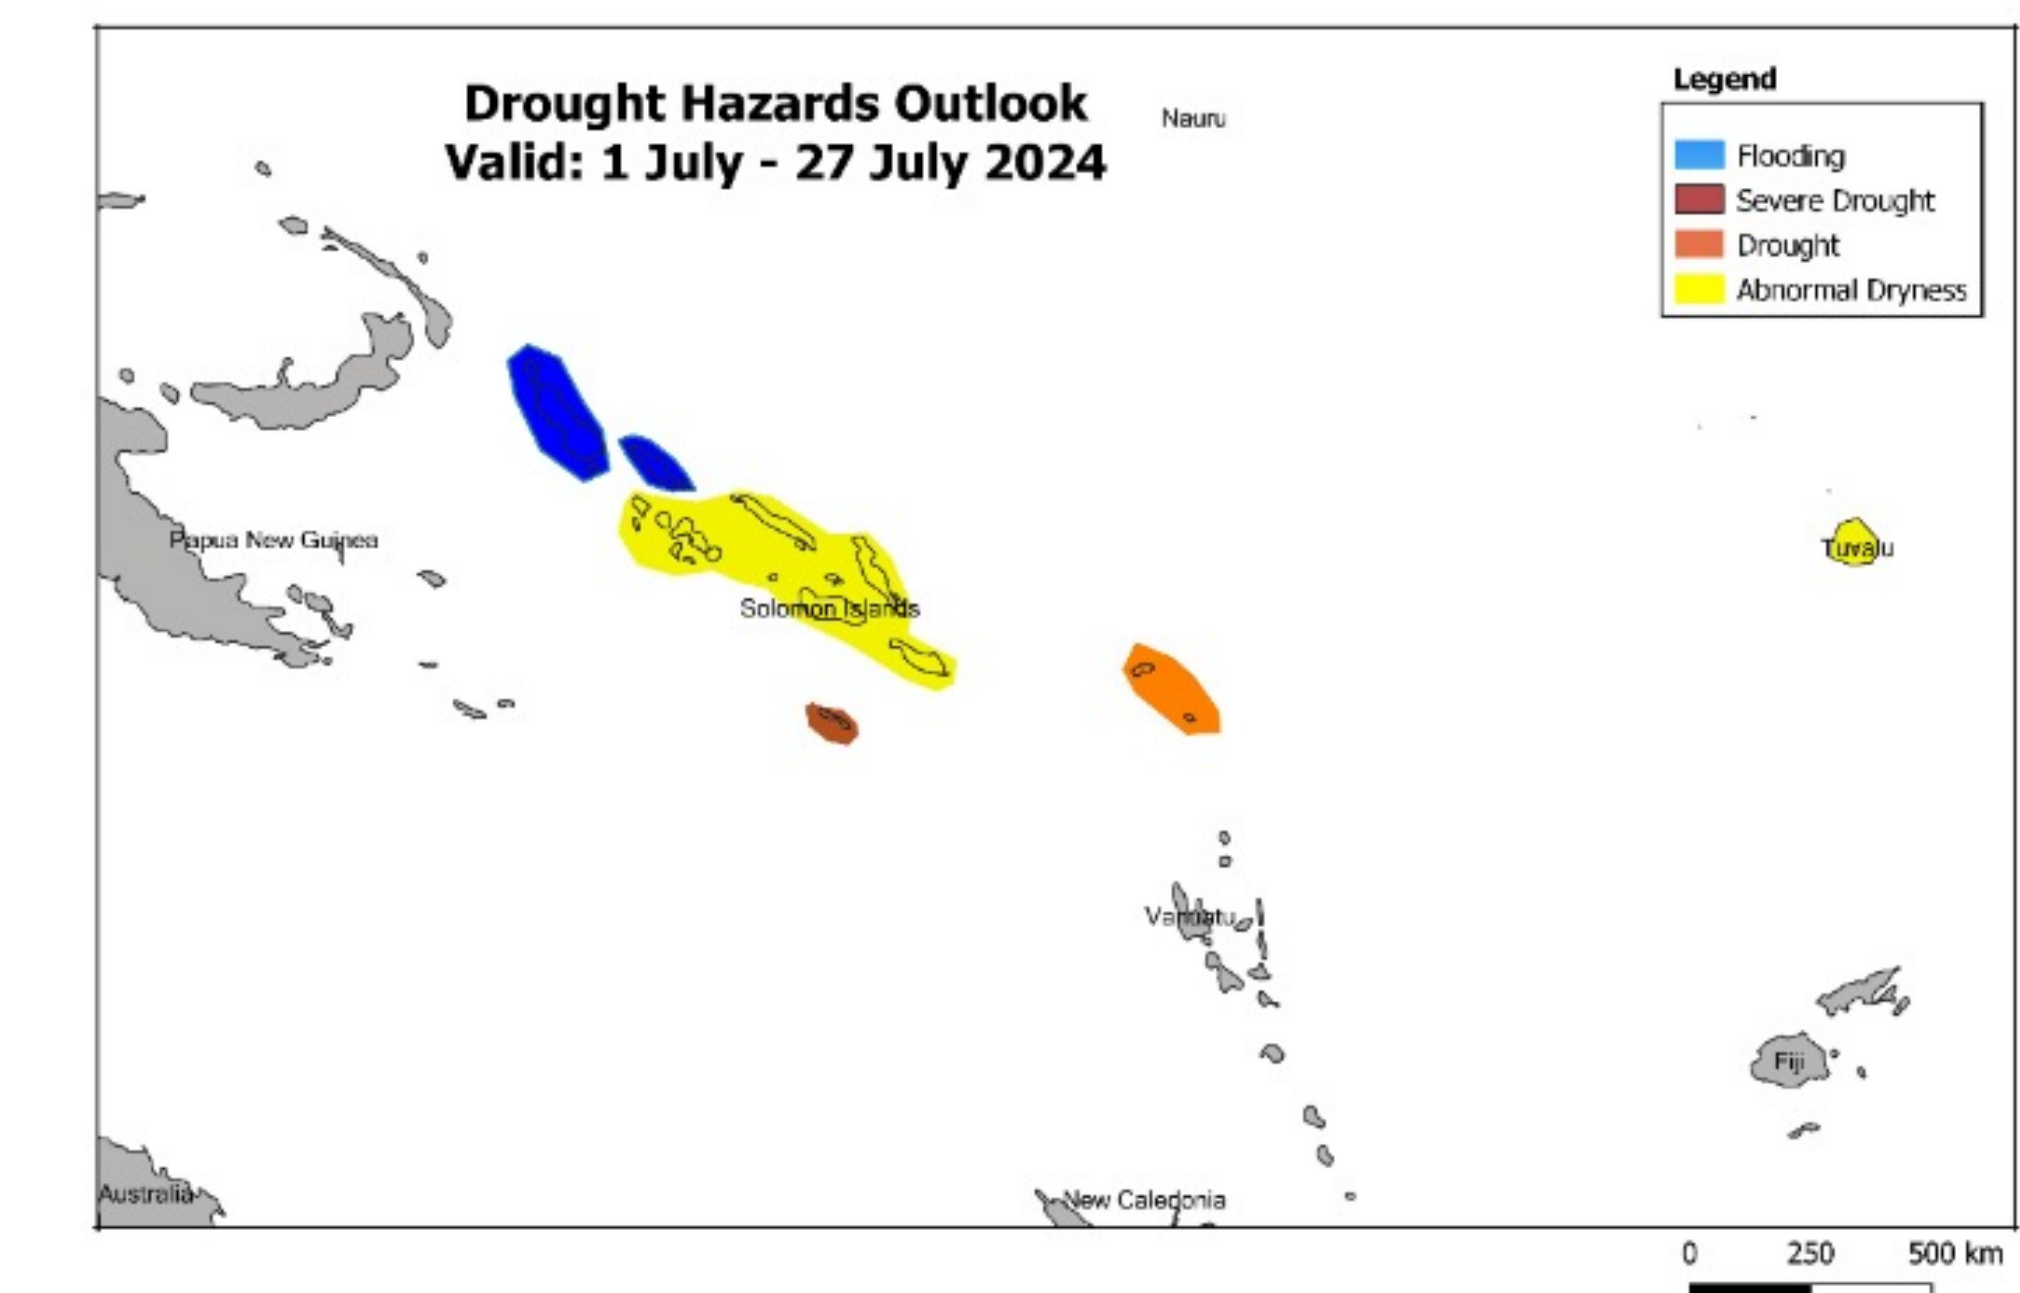 Drought Hazards Outlook
Valid: 1 July - 27 July 2024
Nauru
Legend
Flooding
Severe Drought
Drought
Abnormal Dryness
Papua New Guinea
Tuvalu
Solomon Islands
Vanuatu
Fiji
Australia
New Caledonia
0 250 500 km